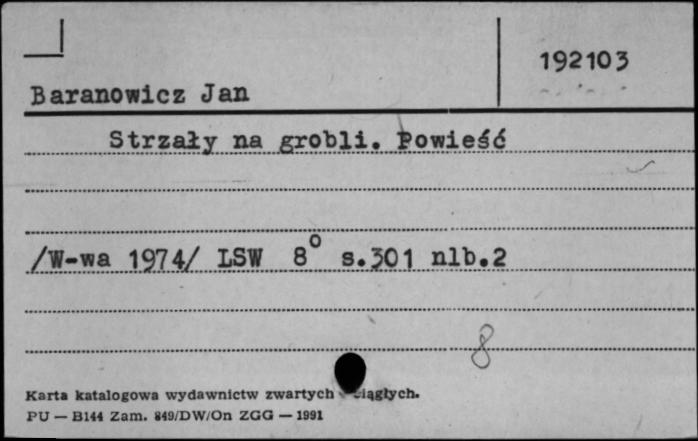 192103
Baranowicz Jan
Strzały na grobli. Powieść
/W-wa 1974/ LSW 8° s.301 nlb.2
8
Karta katalogowa wydawnictw zwartych ciągłych.
PU — B144 Zam. 849/DW/On ZGG — 1991